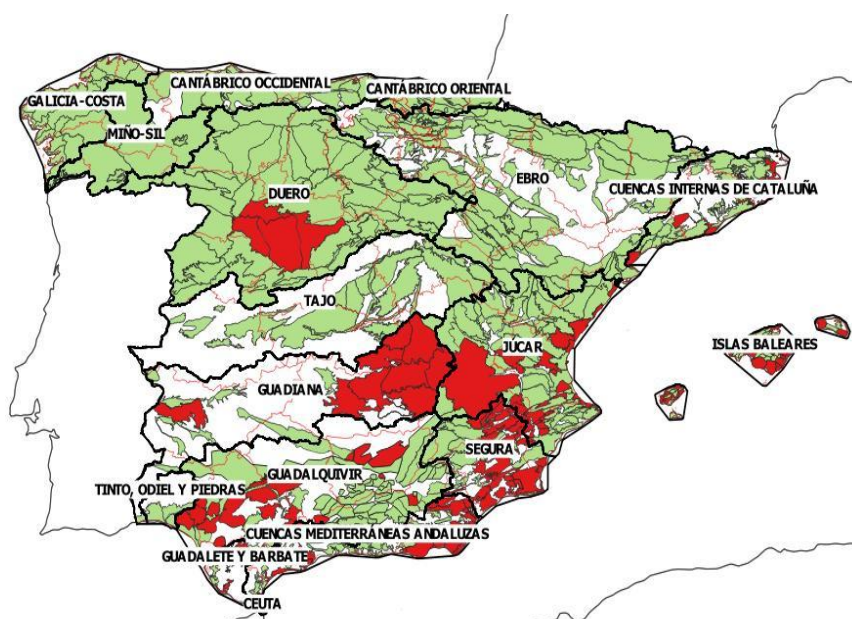 CANTÁBRICO OCCIDENTAL
CANTÁBRICO ORIENTAL
GALICIA-COSTA
MIÑO-SIL
EBRO
CUENCAS INTERNAS DE CATALUÑA
DUERO
TAJO
JÚCAR
ISLAS BALEARES
GUADIANA
SEGURA
GUADALQUIVIR
TINTO, ODIEL Y PIEDRAS
CUENCAS MEDITERRÁNEAS ANDALUZAS
GUADALETE Y BARBATE
CEUTA